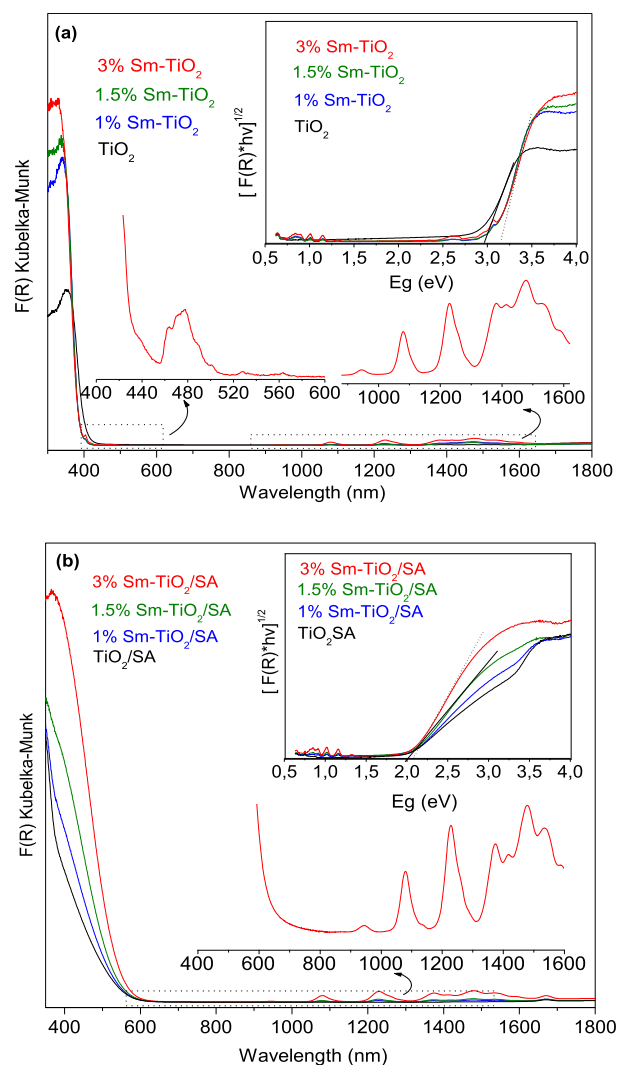 (a)
3% Sm-TiO2
1.5% Sm-TiO2
1% Sm-TiO2
TiO2
3% Sm-TiO2
1.5% Sm-TiO2
1% Sm-TiO2
TiO2
[ F(R)*hv]1/2
0,5 1,0 1,5 2,0 2,5 3,0 3,5 4,0
Eg (eV)
F(R) Kubelka-Munk
400 440 480 520 560 600
1000 1200 1400 1600
400 600 800 1000 1200 1400 1600 1800
Wavelength (nm)
(b)
3% Sm-TiO2/SA
1.5% Sm-TiO2/SA
1% Sm-TiO2/SA
TiO2/SA
3% Sm-TiO2/SA
1.5% Sm-TiO2/SA
1% Sm-TiO2/SA
TiO2SA
[ F(R)*hv]1/2
0,5 1,0 1,5 2,0 2,5 3,0 3,5 4,0
Eg (eV)
F(R) Kubelka-Munk
400 600 800 1000 1200 1400 1600
400 600 800 1000 1200 1400 1600 1800
Wavelength (nm)